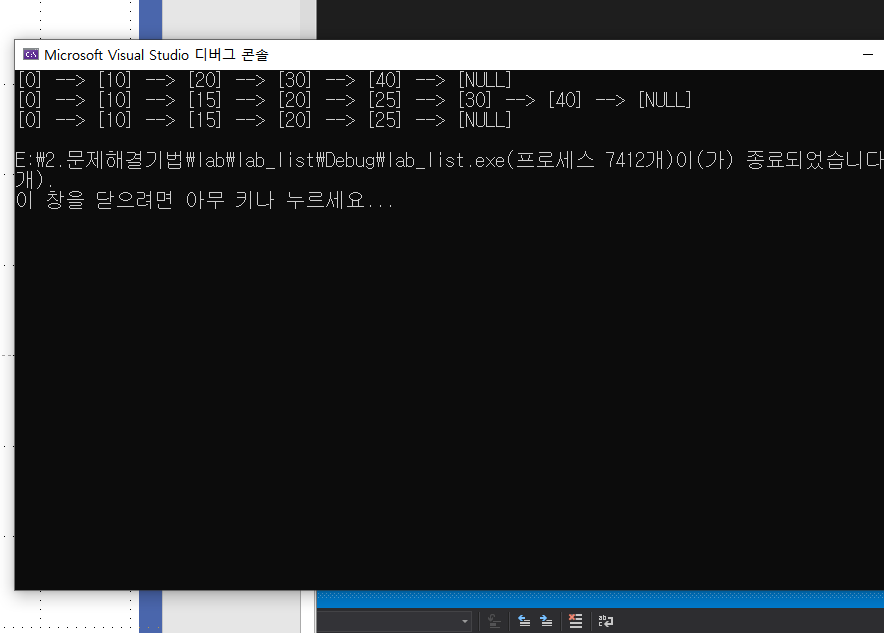 Microsoft Visual Studio 디버그 콘솔
[0] --> [10] --> [20] --> [30] --> [40] --> [NULL]
[0] --> [10] --> [15] --> [20] --> [25] --> [30] --> [40] --> [NULL]
[0] --> [10] --> [15] --> [20] --> [25] --> [NULL]
E:\2.문제해결기법\lab\lab_list\Debug\lab_list.exe(프로세스 7412개)이(가) 종료되었습니다
개).
이 창을 닫으려면 아무 키나 누르세요...